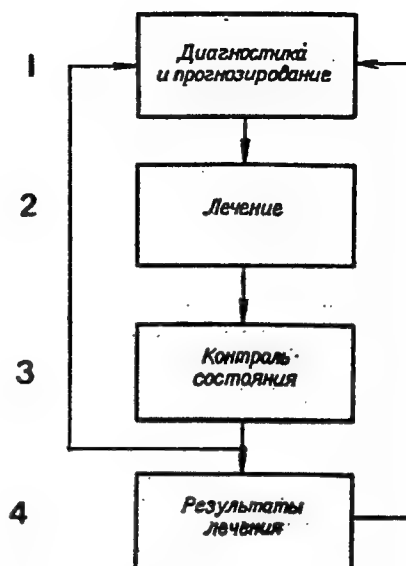 1
Диагностика
и прогнозирование
2
Лечение
3
Контроль
состояния
4
Результаты
лечения